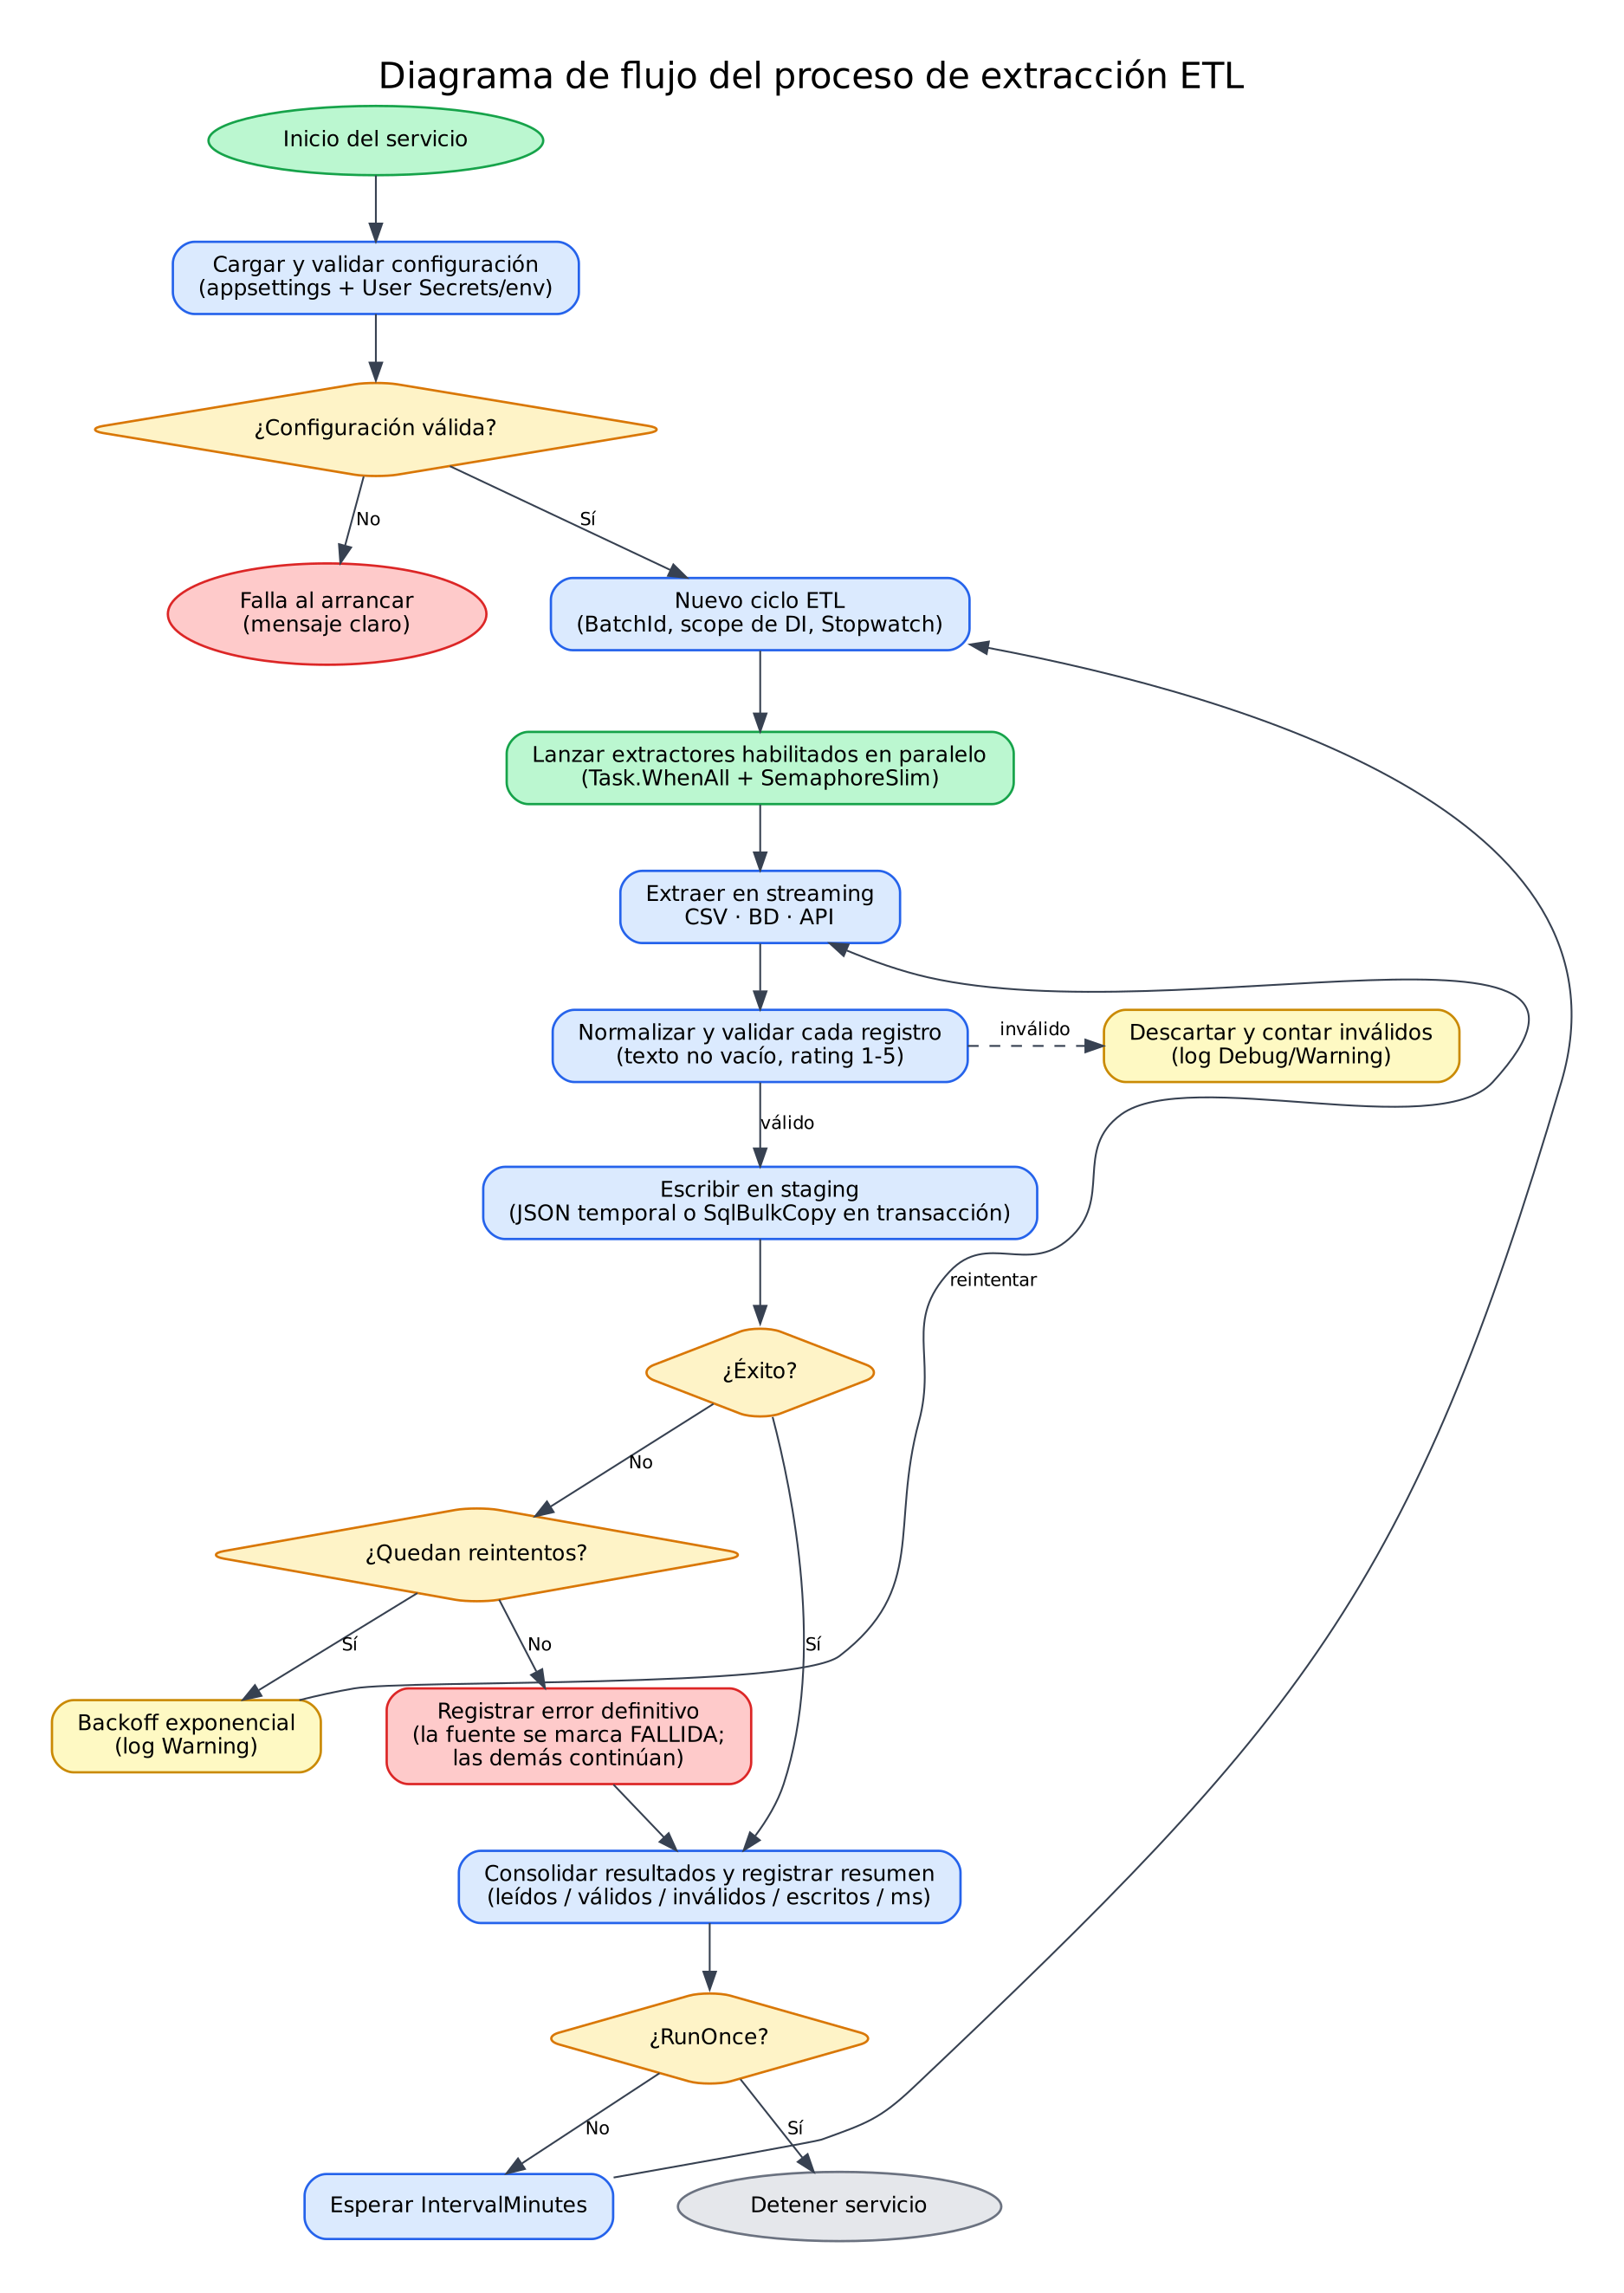 Diagrama de flujo del proceso de extracción ETL
Inicio del servicio
Cargar y validar configuración
(appsettings + User Secrets/env)
¿Configuración válida?
No
Sí
Falla al arrancar
(mensaje claro)
Nuevo ciclo ETL
(BatchId, scope de DI, Stopwatch)
Lanzar extractores habilitados en paralelo
(Task.WhenAll + SemaphoreSlim)
Extraer en streaming
CSV · BD · API
Normalizar y validar cada registro
(texto no vacío, rating 1-5)
inválido
Descartar y contar inválidos
(log Debug/Warning)
válido
Escribir en staging
(JSON temporal o SqlBulkCopy en transacción)
reintentar
¿Éxito?
No
¿Quedan reintentos?
Sí
No
Sí
Backoff exponencial
(log Warning)
Registrar error definitivo
(la fuente se marca FALLIDA;
las demás continúan)
Consolidar resultados y registrar resumen
(leídos / válidos / inválidos / escritos / ms)
¿RunOnce?
No
Sí
Esperar IntervalMinutes
Detener servicio